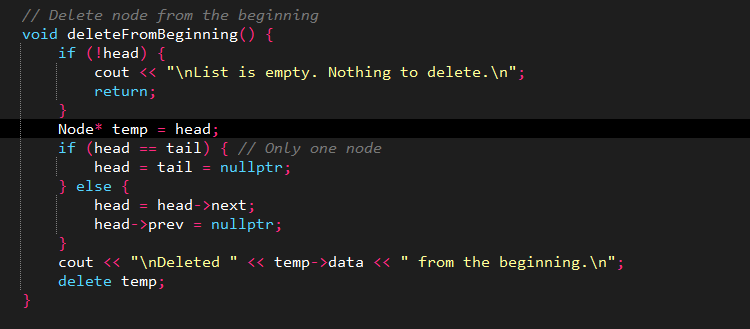 // Delete node from the beginning
void deleteFromBeginning() {
    if (!head) {
        cout << "\nList is empty. Nothing to delete.\n";
        return;
    }
    Node* temp = head;
    if (head == tail) { // Only one node
        head = tail = nullptr;
    } else {
        head = head->next;
        head->prev = nullptr;
    }
    cout << "\nDeleted " << temp->data << " from the beginning.\n";
    delete temp;
}